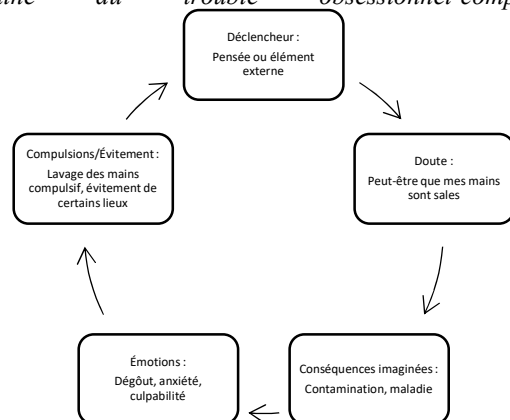 du trouble
Déclencheur :
Pensée ou élément
externe
Doute :
Peut-être que mes mains
sont sales
Conséquences imaginées :
Contamination, maladie
Émotions :
Dégoût, anxiété,
culpabilité
Compulsions/Évitement :
Lavage des mains
compulsif, évitement de
certains lieux